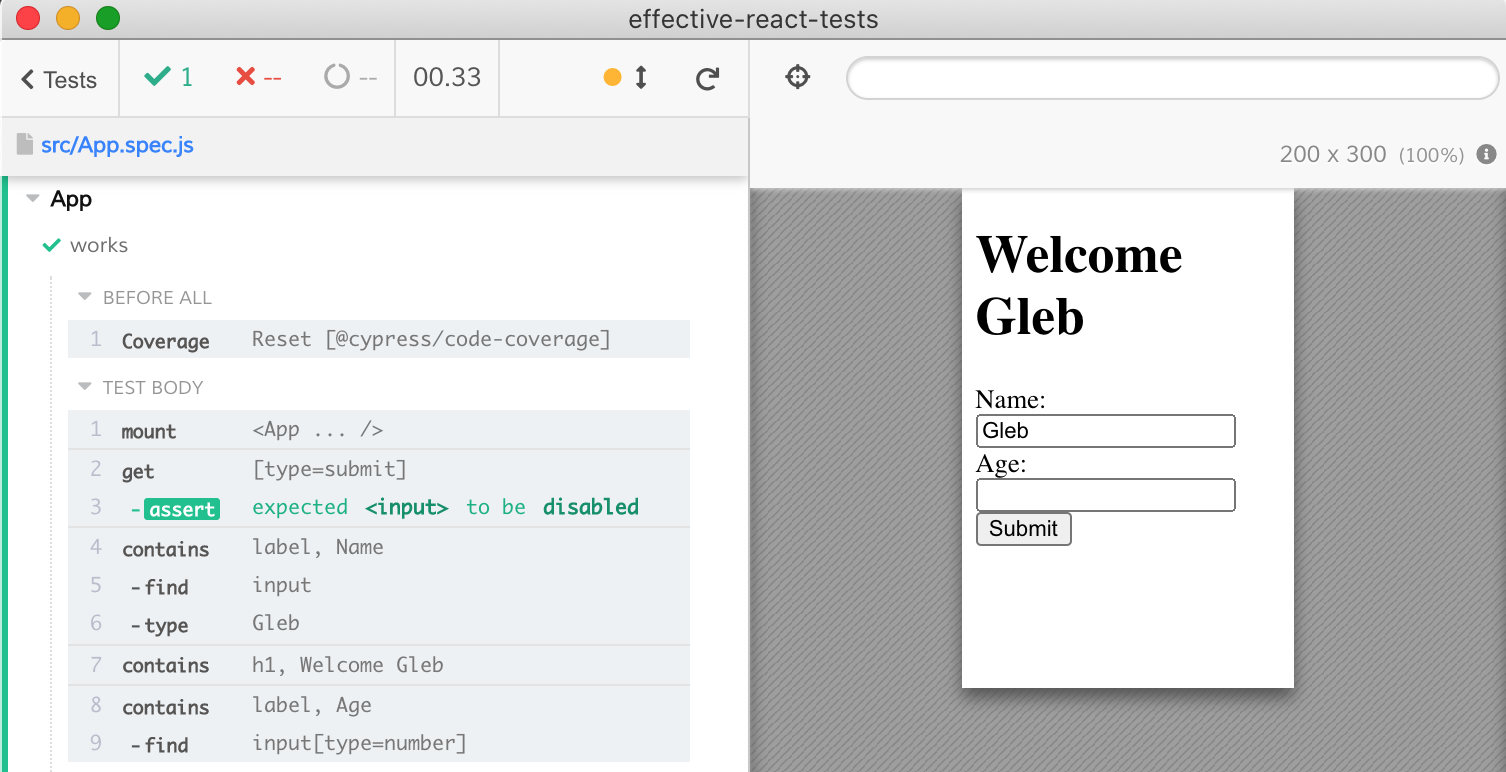 effective-react-tests
Tests 1 -- -- 00.33
src/App.spec.js
200 x 300 (100%)
App
works
BEFORE ALL
1 Coverage Reset [@cypress/code-coverage]
TEST BODY
1 mount <App ... />
2 get [type=submit]
3 -assert expected <input> to be disabled
4 contains label, Name
5 -find input
6 -type Gleb
7 contains h1, Welcome Gleb
8 contains label, Age
9 -find input[type=number]
Welcome
Gleb
Name:
Gleb
Age:
Submit